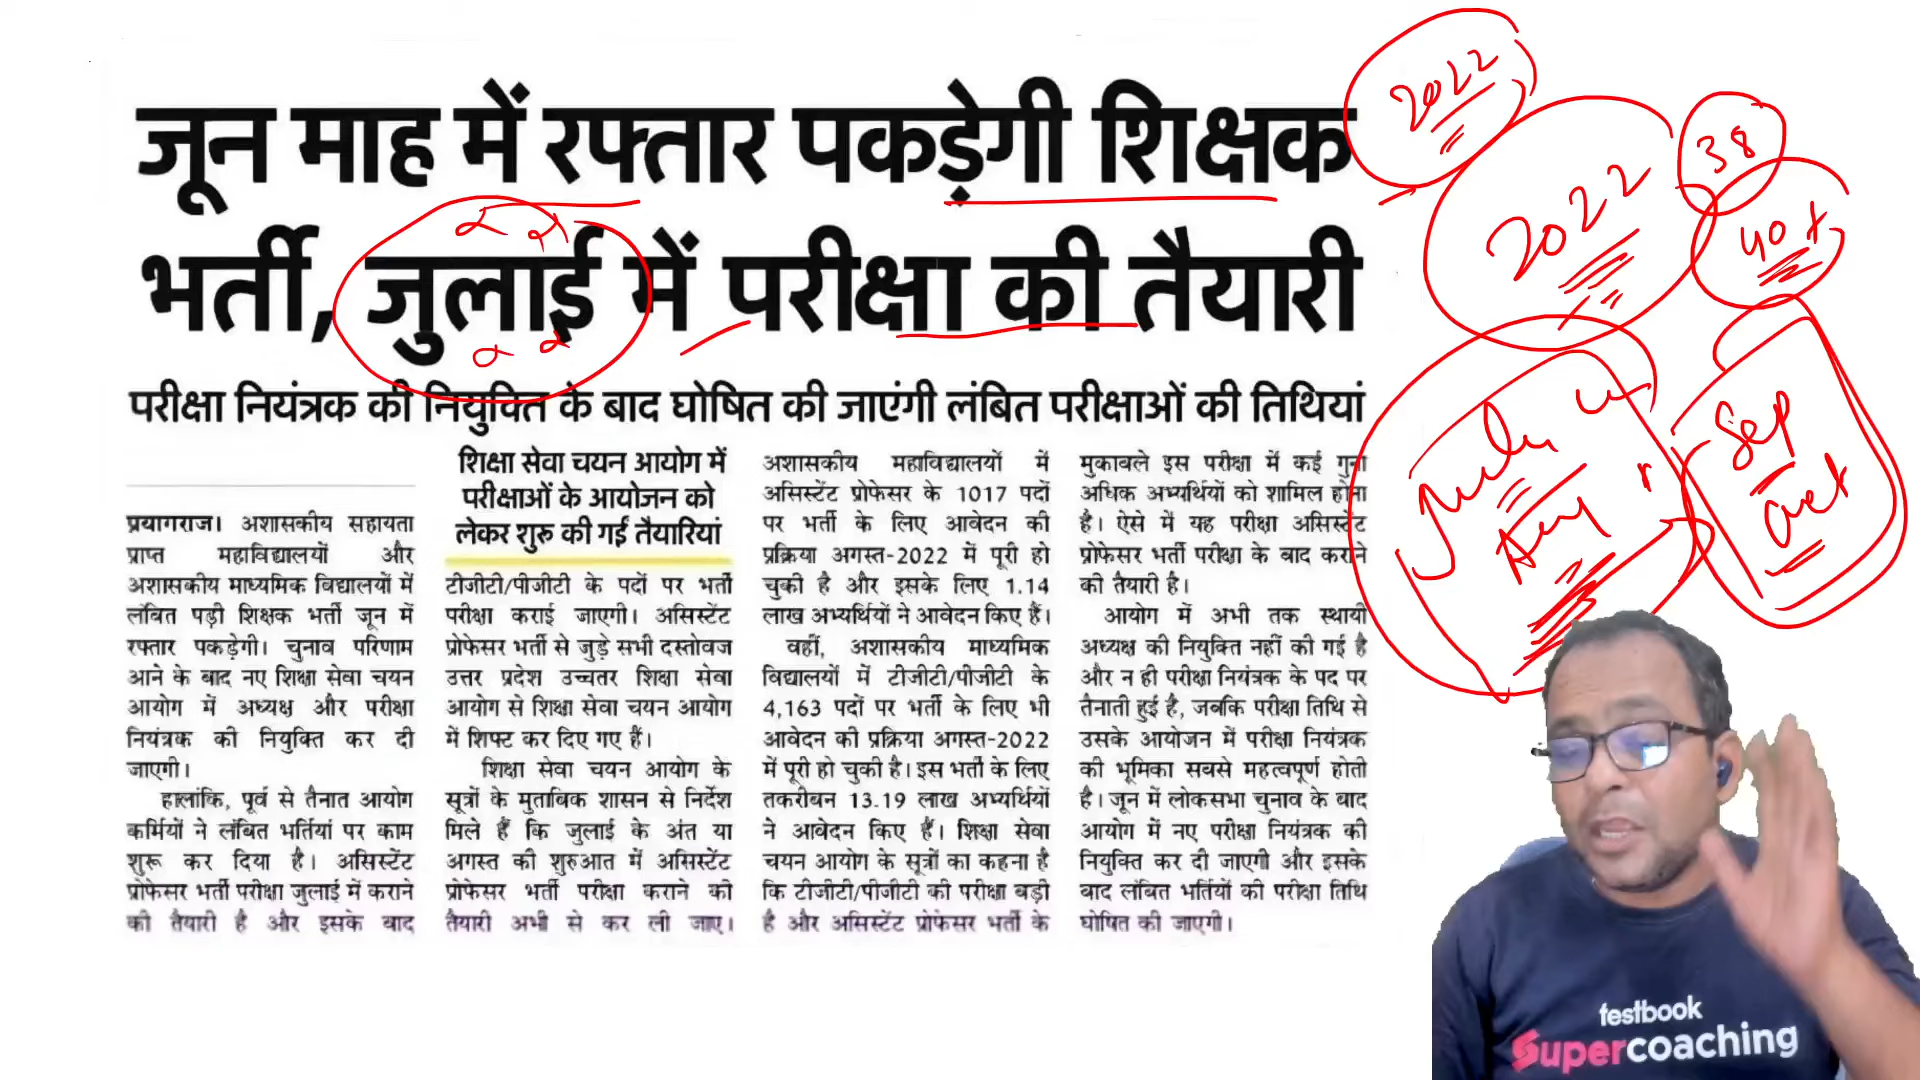 जून माह में रफ्तार पकड़ेगी शिक्षक
भर्ती, जुलाई में परीक्षा की तैयारी
परीक्षा नियंत्रक की नियुक्ति के बाद घोषित की जाएंगी लंबित परीक्षाओं की तिथियां
प्रयागराज। अशासकीय सहायता
प्राप्त महाविद्यालयों और
अशासकीय माध्यमिक विद्यालयों में
लंबित पड़ी शिक्षक भर्ती जून में
रफ्तार पकड़ेगी। चुनाव परिणाम
आने के बाद नए शिक्षा सेवा चयन
आयोग में अध्यक्ष और परीक्षा
नियंत्रक की नियुक्ति कर दी
जाएगी।
हालांकि, पूर्व से तैनात आयोग
कर्मियों ने लंबित भर्तियां पर काम
शुरू कर दिया है। असिस्टेंट
प्रोफेसर भर्ती परीक्षा जुलाई में कराने
की तैयारी है और इसके बाद
शिक्षा सेवा चयन आयोग में
परीक्षाओं के आयोजन को
लेकर शुरू की गईं तैयारियां
टीजीटी/पीजीटी के पदों पर भर्ती
परीक्षा कराई जाएगी। असिस्टेंट
प्रोफेसर भर्ती से जुड़े सभी दस्तोवज
उत्तर प्रदेश उच्चतर शिक्षा सेवा
आयोग से शिक्षा सेवा चयन आयोग
में शिफ्ट कर दिए गए हैं।
शिक्षा सेवा चयन आयोग के
सूत्रों के मुताबिक शासन से निर्देश
मिले हैं कि जुलाई के अंत या
अगस्त की शुरुआत में असिस्टेंट
प्रोफेसर भर्ती परीक्षा कराने की
तैयारी अभी से कर ली जाए।
अशासकीय महाविद्यालयों में
असिस्टेंट प्रोफेसर के 1017 पदों
पर भर्ती के लिए आवेदन की
प्रक्रिया अगस्त-2022 में पूरी हो
चुकी है और इसके लिए 1.14
लाख अभ्यर्थियों ने आवेदन किए हैं।
वहीं, अशासकीय माध्यमिक
विद्यालयों में टीजीटी/पीजीटी के
4,163 पदों पर भर्ती के लिए भी
आवेदन की प्रक्रिया अगस्त-2022
में पूरी हो चुकी है। इस भर्ती के लिए
तकरीबन 13.19 लाख अभ्यर्थियों
ने आवेदन किए हैं। शिक्षा सेवा
चयन आयोग के सूत्रों का कहना है
कि टीजीटी/पीजीटी की परीक्षा बड़ी
है और असिस्टेंट प्रोफेसर भर्ती के
मुकाबले इस परीक्षा में कई गुना
अधिक अभ्यर्थियों को शामिल होना
है। ऐसे में यह परीक्षा असिस्टेंट
प्रोफेसर भर्ती परीक्षा के बाद कराने
की तैयारी है।
आयोग में अभी तक स्थायी
अध्यक्ष की नियुक्ति नहीं की गई है
और न ही परीक्षा नियंत्रक के पद पर
तैनाती हुई है, जबकि परीक्षा तिथि से
उसके आयोजन में परीक्षा नियंत्रक
की भूमिका सबसे महत्वपूर्ण होती
है। जून में लोकसभा चुनाव के बाद
आयोग में नए परीक्षा नियंत्रक की
नियुक्ति कर दी जाएगी और इसके
बाद लंबित भर्तियों की परीक्षा तिथि
घोषित की जाएगी।
2022
2022
38
40+
Sep
oct
testbook
Supercoaching